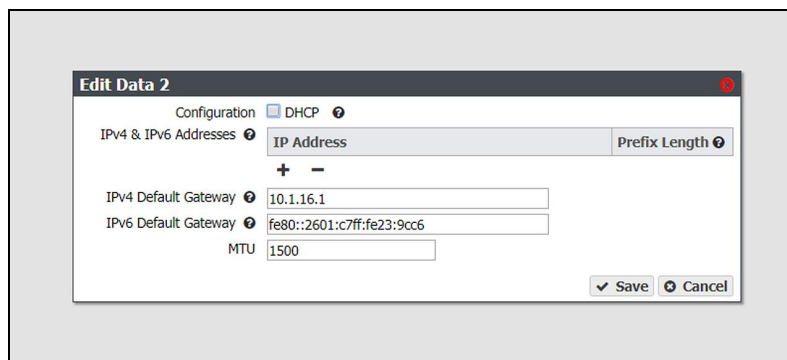 Edit Data 2
Configuration DHCP
IPv4 & IPv6 Addresses IP Address Prefix Length
IPv4 Default Gateway 10.1.16.1
IPv6 Default Gateway fe80::2601:c7ff:fe23:9cc6
MTU 1500
Save Cancel